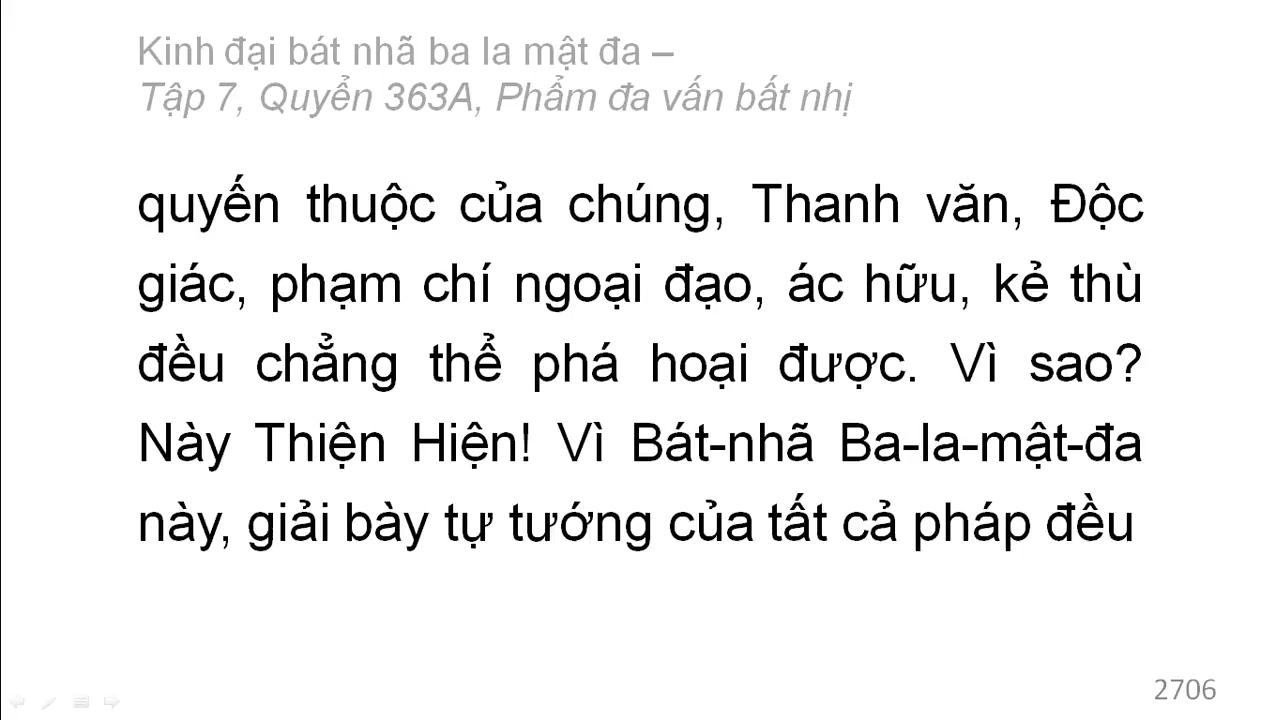 Kinh đại bát nhã ba la mật đa –
Tập 7, Quyển 363A, Phẩm đa vấn bất nhị
quyến thuộc của chúng, Thanh văn, Độc
giác, phạm chí ngoại đạo, ác hữu, kẻ thù
đều chẳng thể phá hoại được. Vì sao?
Này Thiện Hiện! Vì Bát-nhã Ba-la-mật-đa
này, giải bày tự tướng của tất cả pháp đều
2706